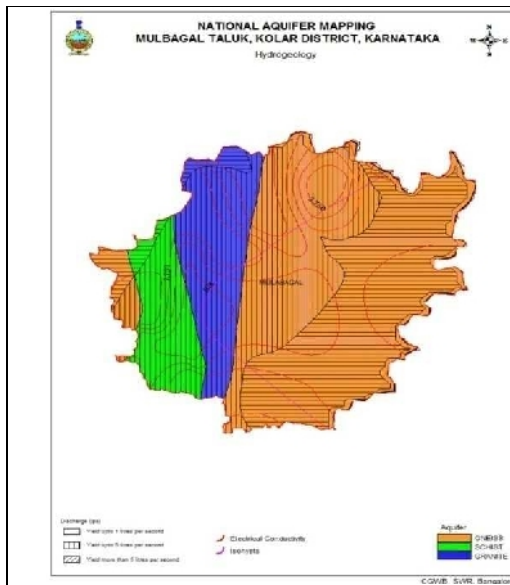 NATIONAL AQUIFER MAPPING
MULBAGAL TALUK, KOLAR DISTRICT, KARNATAKA
Hydrogeology
MULBAGAL
Discharge (lps)
Yield upto 1 litres per second
Yield upto 5 litres per second
Yield more than 5 litres per second
Electrical Conductivity
Isohyets
Aquifer
GNEISS
SCHIST
GRANITE
CGWB, SWR, Bangalore